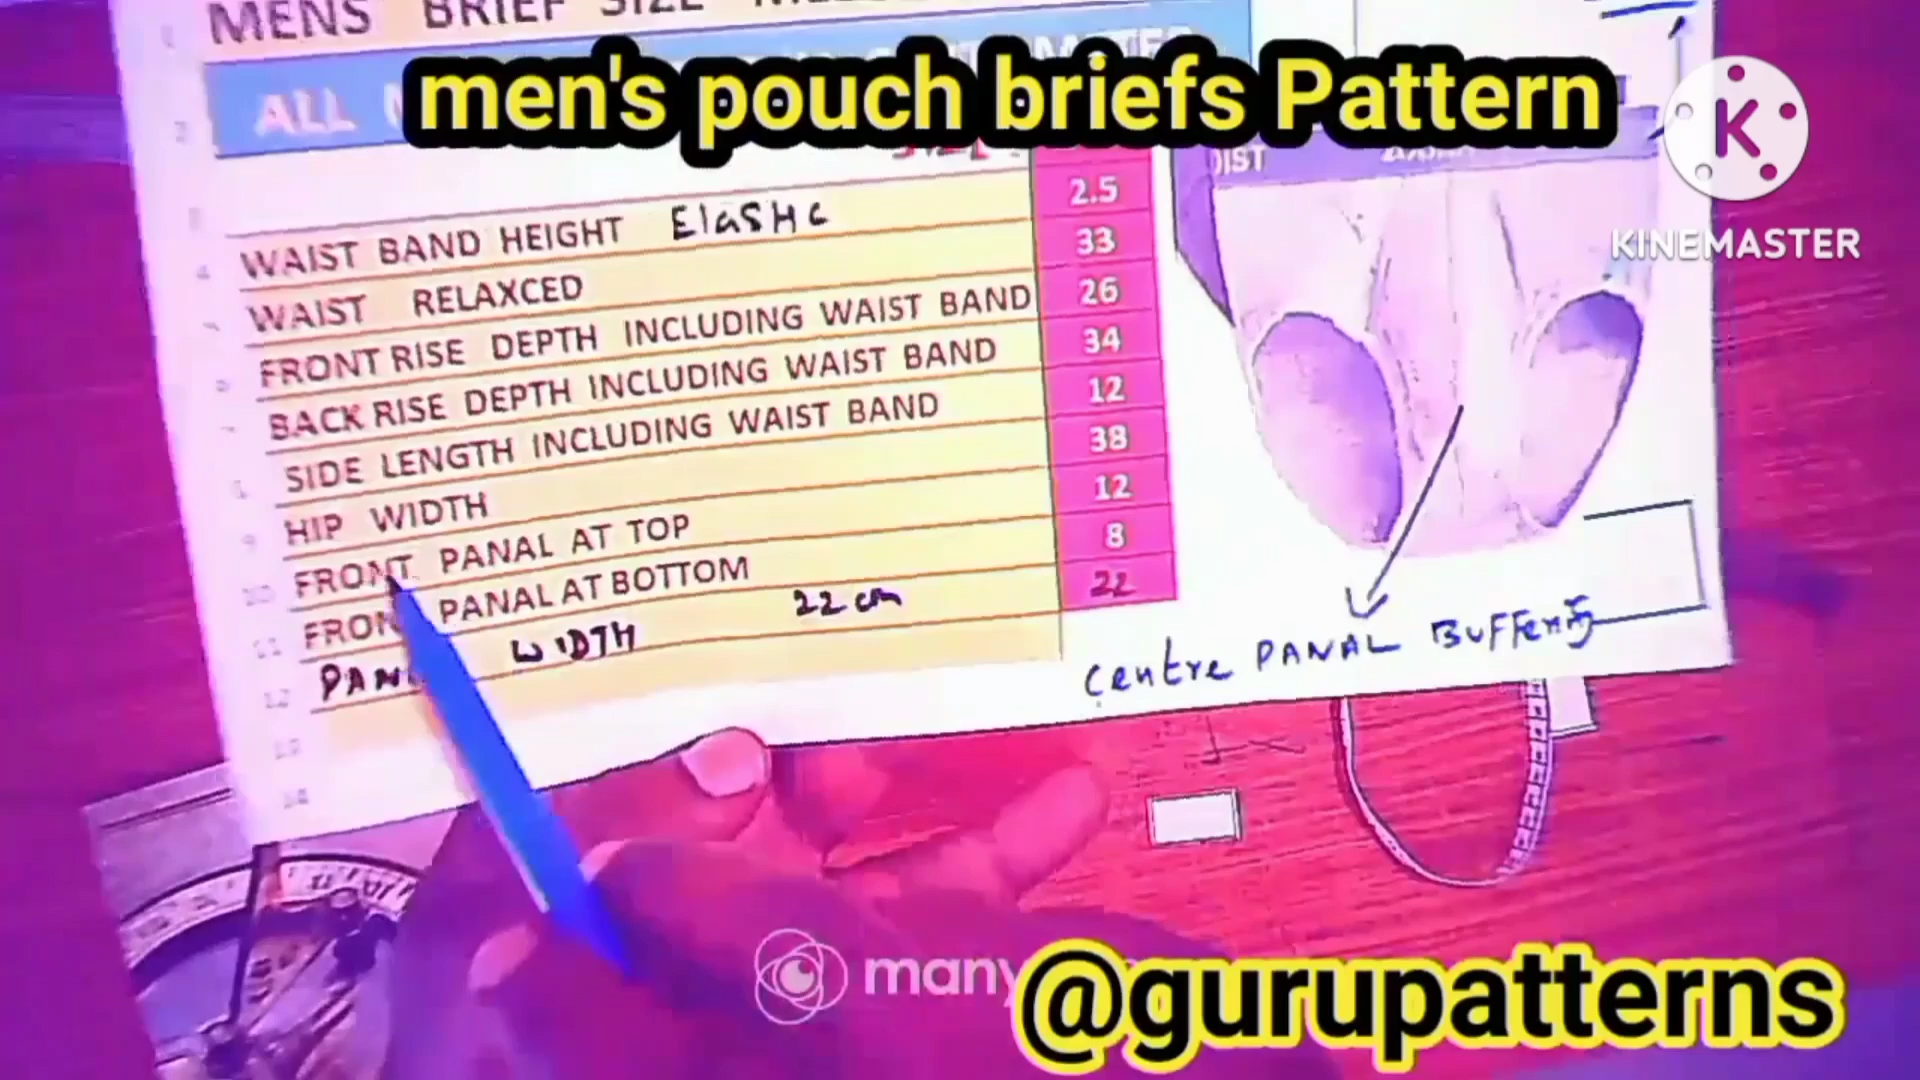 MENS BRIEF SIZE
men's pouch briefs Pattern
ALL
K
KINEMASTER
WAIST BAND HEIGHT Elastic 2.5
WAIST RELAXCED 33
FRONT RISE DEPTH INCLUDING WAIST BAND 26
BACK RISE DEPTH INCLUDING WAIST BAND 34
SIDE LENGTH INCLUDING WAIST BAND 12
HIP WIDTH 38
FRONT PANAL AT TOP 12
FRONT PANAL AT BOTTOM 8
WIDTH 22 cm 22
Centre PANAL BUFFering
many
@gurupatterns